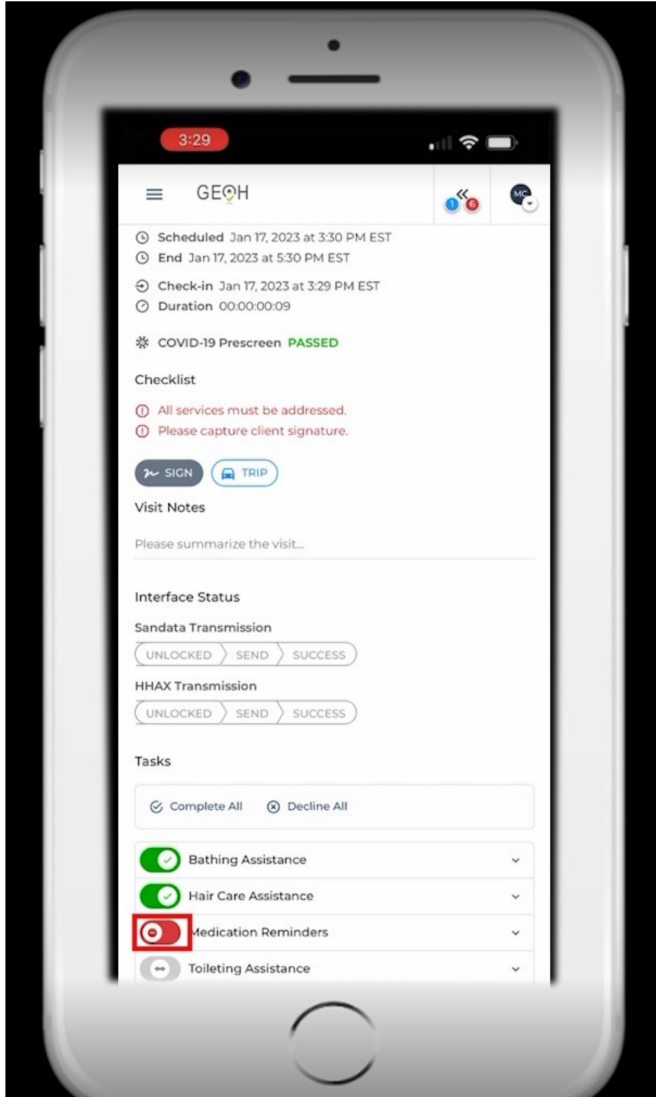 3:29
GEOH
1 6
MC
Scheduled Jan 17, 2023 at 3:30 PM EST
End Jan 17, 2023 at 5:30 PM EST
Check-in Jan 17, 2023 at 3:29 PM EST
Duration 00:00:00:09
COVID-19 Prescreen PASSED
Checklist
All services must be addressed.
Please capture client signature.
SIGN TRIP
Visit Notes
Please summarize the visit...
Interface Status
Sandata Transmission
UNLOCKED SEND SUCCESS
HHAX Transmission
UNLOCKED SEND SUCCESS
Tasks
Complete All Decline All
Bathing Assistance
Hair Care Assistance
Medication Reminders
Toileting Assistance